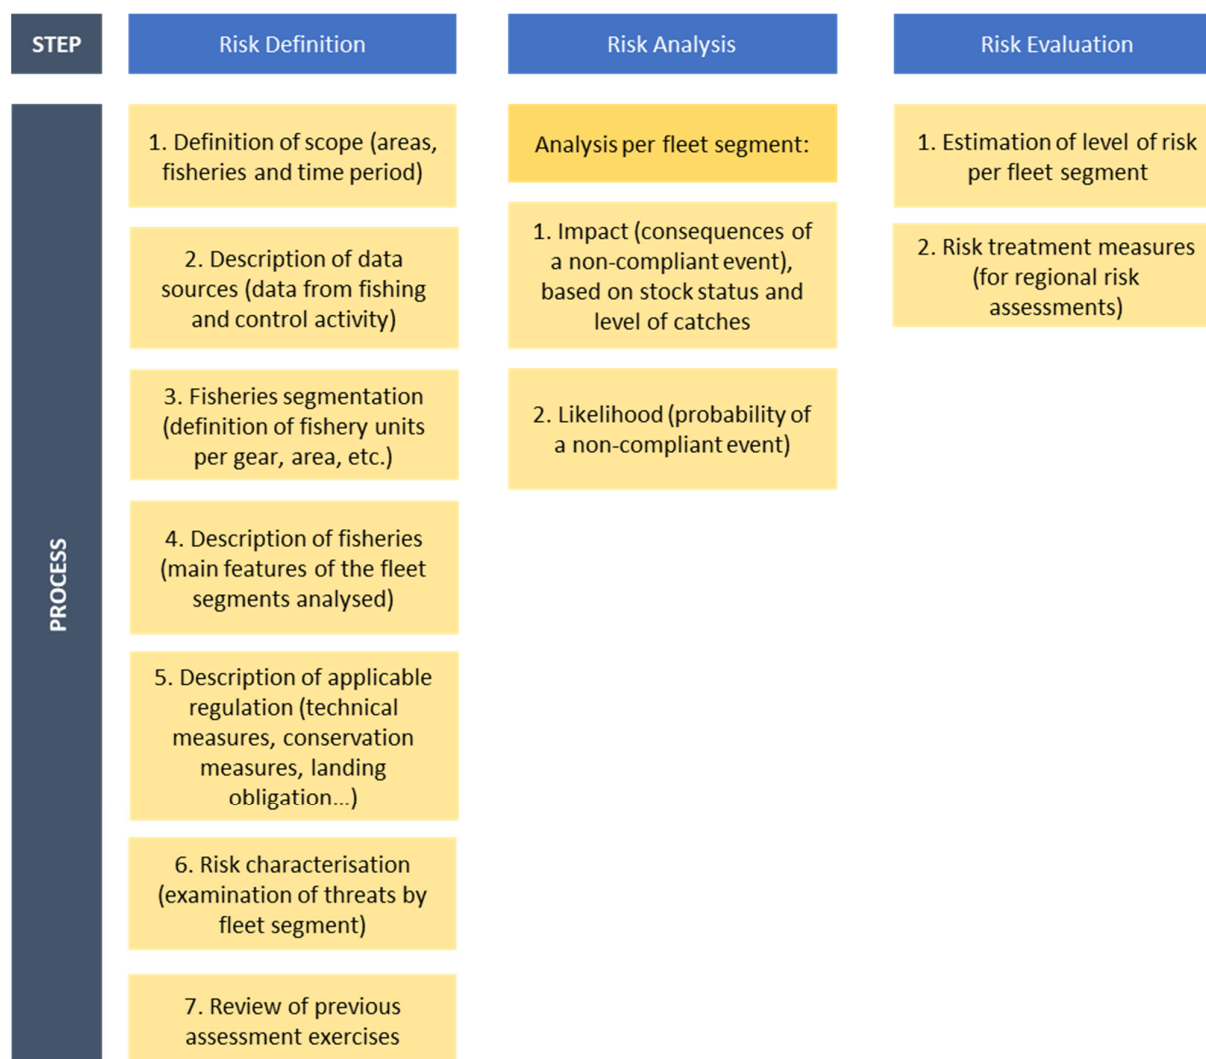 STEP
Risk Definition
Risk Analysis
Risk Evaluation
PROCESS
1. Definition of scope (areas,
fisheries and time period)
2. Description of data
sources (data from fishing
and control activity)
3. Fisheries segmentation
(definition of fishery units
per gear, area, etc.)
4. Description of fisheries
(main features of the fleet
segments analysed)
5. Description of applicable
regulation (technical
measures, conservation
measures, landing
obligation...)
6. Risk characterisation
(examination of threats by
fleet segment)
7. Review of previous
assessment exercises
Analysis per fleet segment:
1. Impact (consequences of
a non-compliant event),
based on stock status and
level of catches
2. Likelihood (probability of
a non-compliant event)
1. Estimation of level of risk
per fleet segment
2. Risk treatment measures
(for regional risk
assessments)